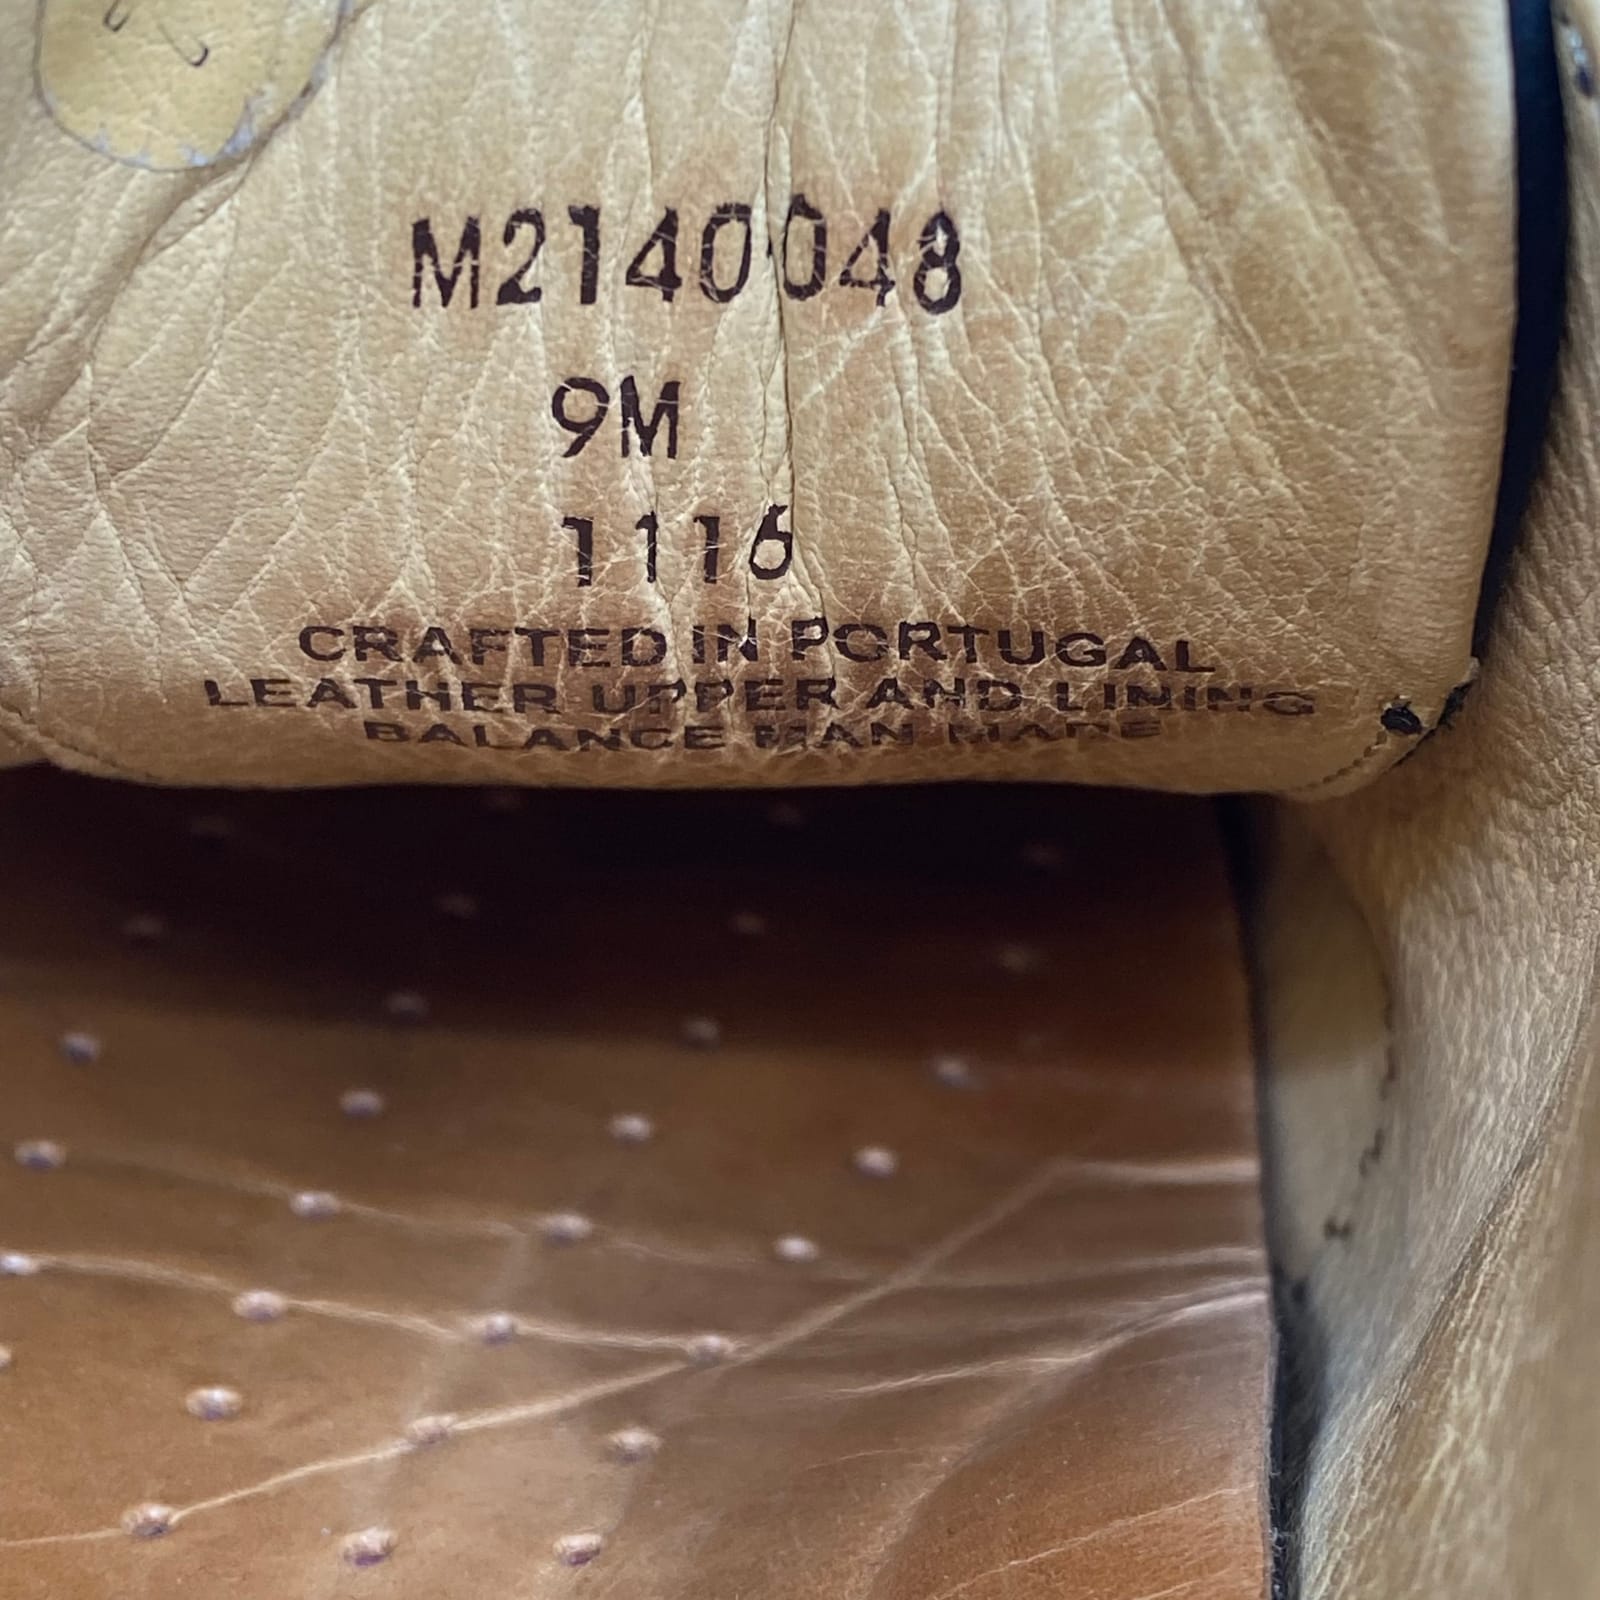 M2140048
9M
1116
CRAFTED IN PORTUGAL
LEATHER UPPER AND LINING
BALANCE MAN MADE